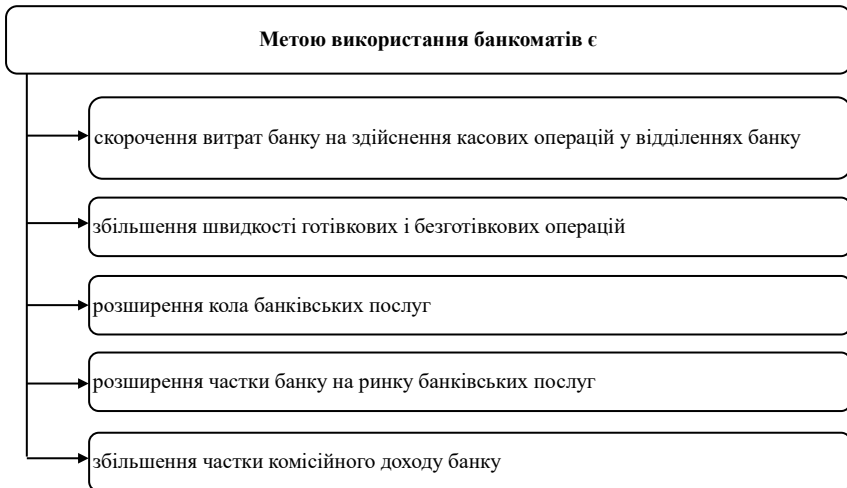 Метою використання банкоматів є
скорочення витрат банку на здійснення касових операцій у відділеннях банку
збільшення швидкості готівкових і безготівкових операцій
розширення кола банківських послуг
розширення частки банку на ринку банківських послуг
збільшення частки комісійного доходу банку